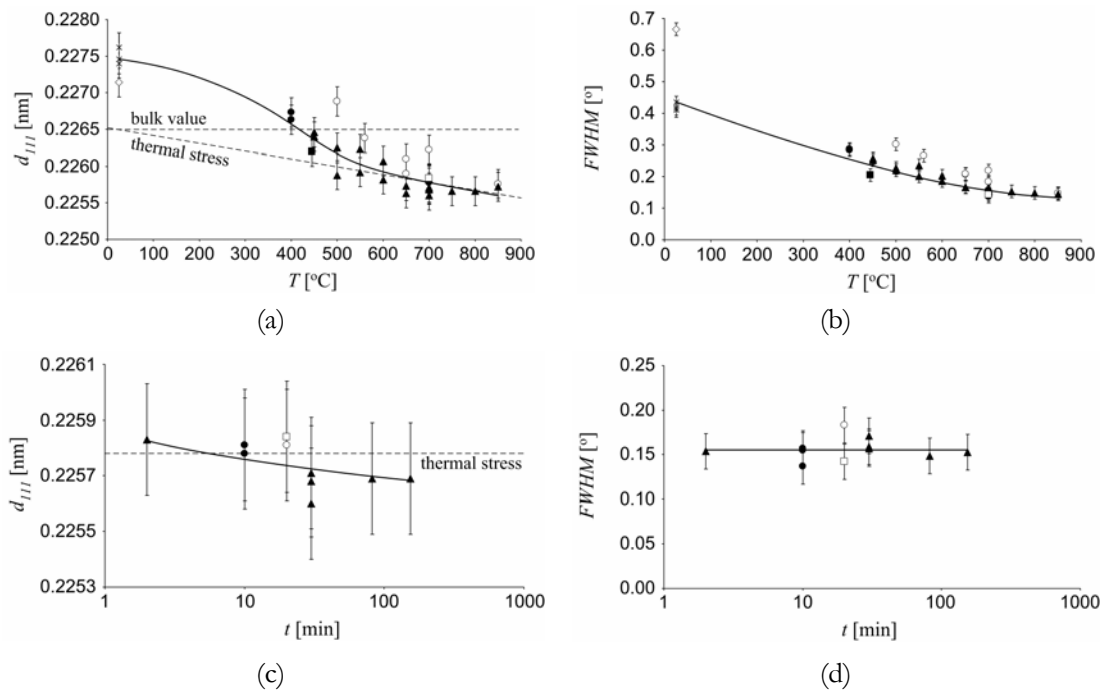 0.2280
0.2275
0.2270
0.2265
0.2260
0.2255
0.2250
d111 [nm]
bulk value
thermal stress
0 100 200 300 400 500 600 700 800 900
T [°C]
(a)
0.7
0.6
0.5
0.4
0.3
0.2
0.1
0.0
FWHM [°]
0 100 200 300 400 500 600 700 800 900
T [°C]
(b)
0.2261
0.2259
0.2257
0.2255
0.2253
d111 [nm]
thermal stress
1 10 100 1000
t [min]
(c)
0.25
0.20
0.15
0.10
0.05
0.00
FWHM [°]
1 10 100 1000
t [min]
(d)